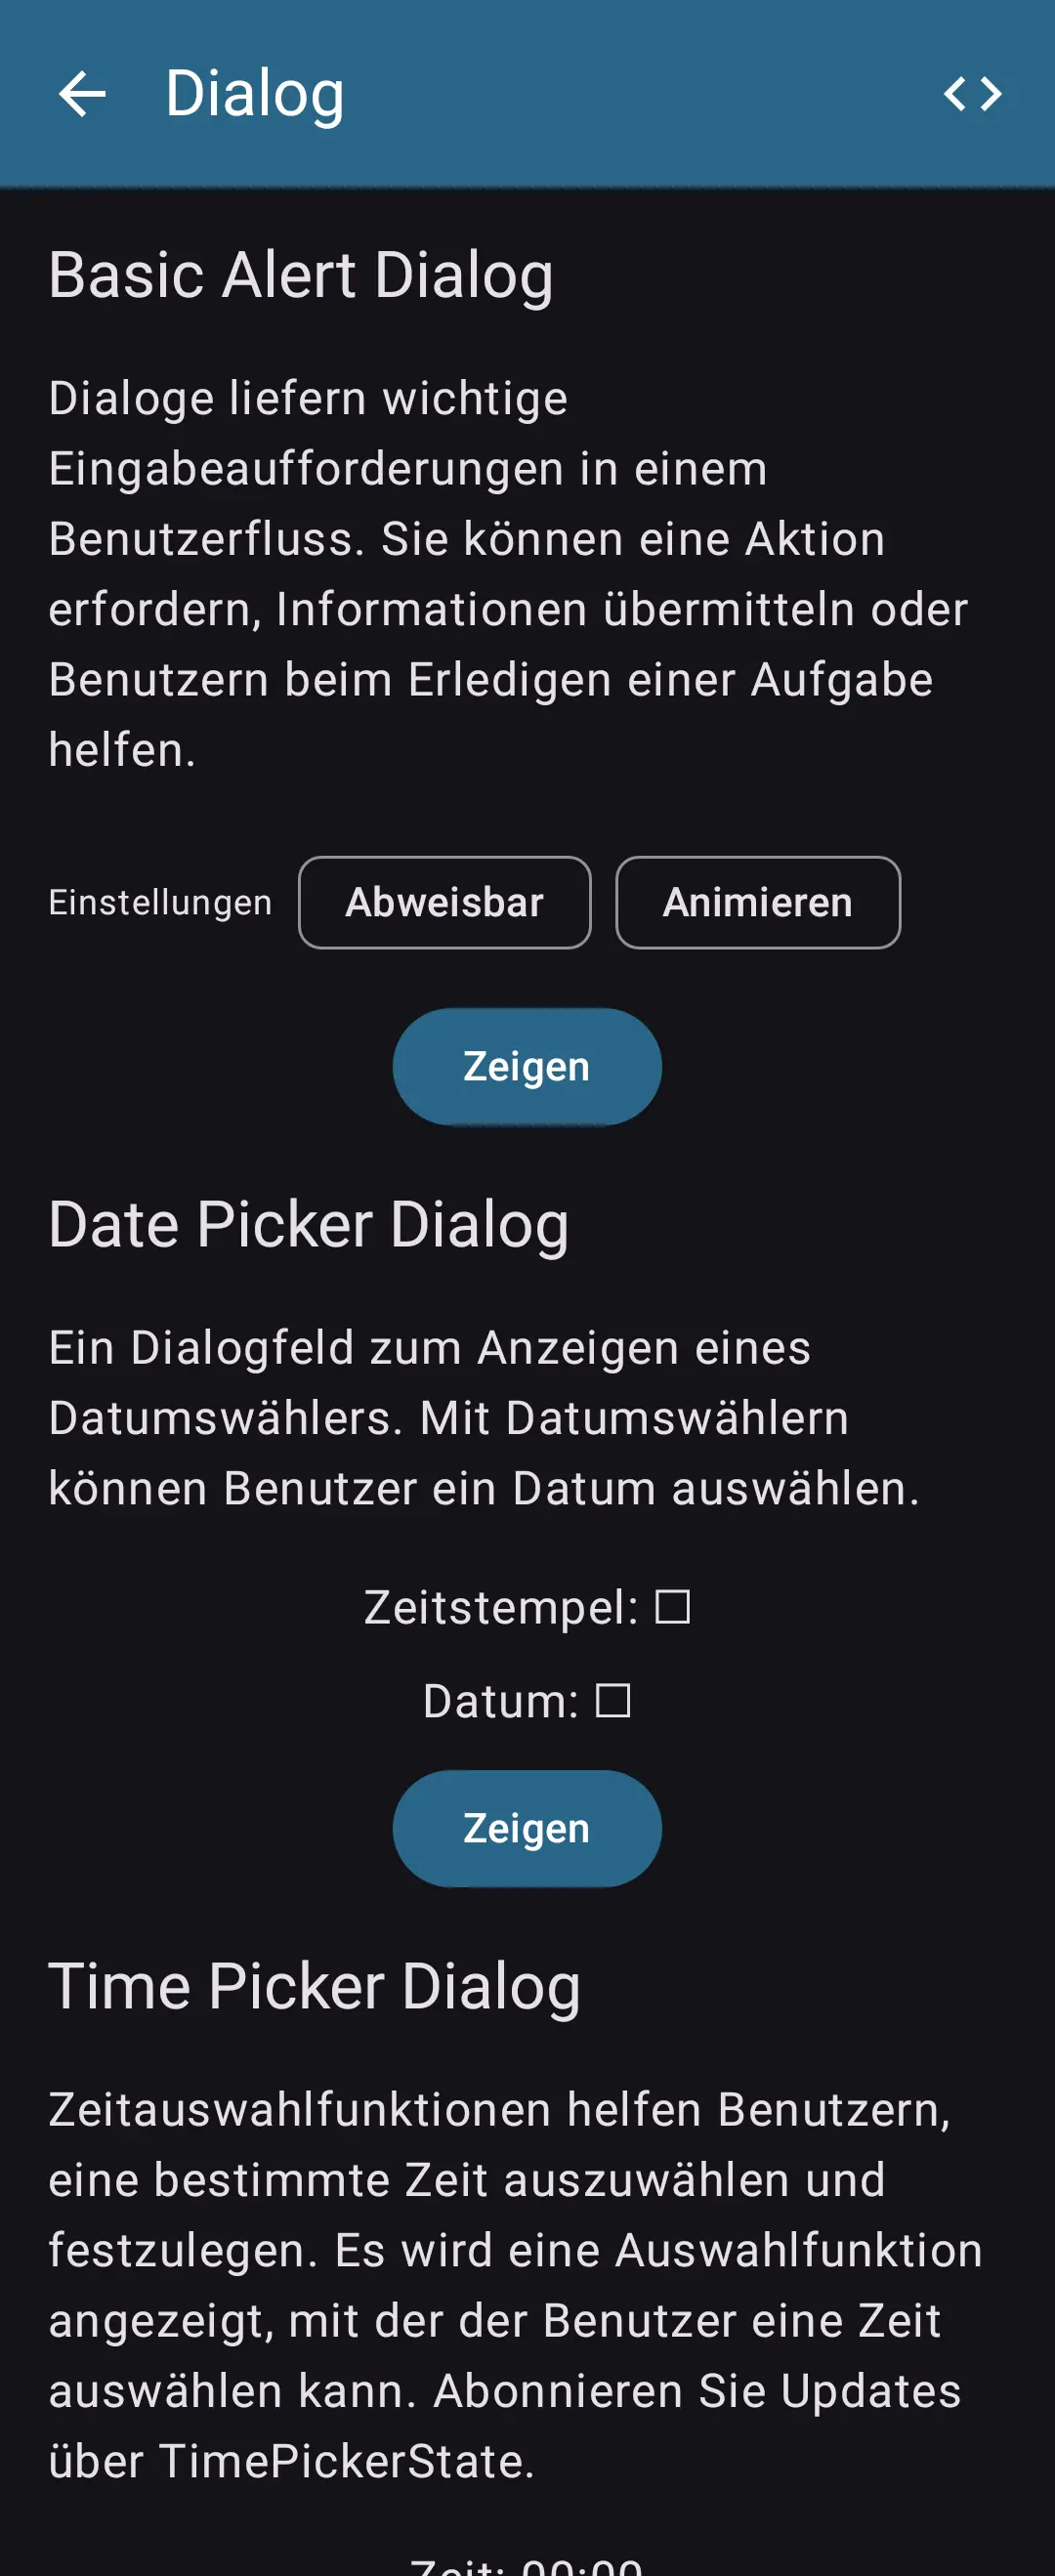 Dialog
Basic Alert Dialog
Dialoge liefern wichtige
Eingabeaufforderungen in einem
Benutzerfluss. Sie können eine Aktion
erfordern, Informationen übermitteln oder
Benutzern beim Erledigen einer Aufgabe
helfen.
Einstellungen Abweisbar Animieren
Zeigen
Date Picker Dialog
Ein Dialogfeld zum Anzeigen eines
Datumswählers. Mit Datumswählern
können Benutzer ein Datum auswählen.
Zeitstempel: ☐
Datum: ☐
Zeigen
Time Picker Dialog
Zeitauswahlfunktionen helfen Benutzern,
eine bestimmte Zeit auszuwählen und
festzulegen. Es wird eine Auswahlfunktion
angezeigt, mit der der Benutzer eine Zeit
auswählen kann. Abonnieren Sie Updates
über TimePickerState.
Zeit: 00:00